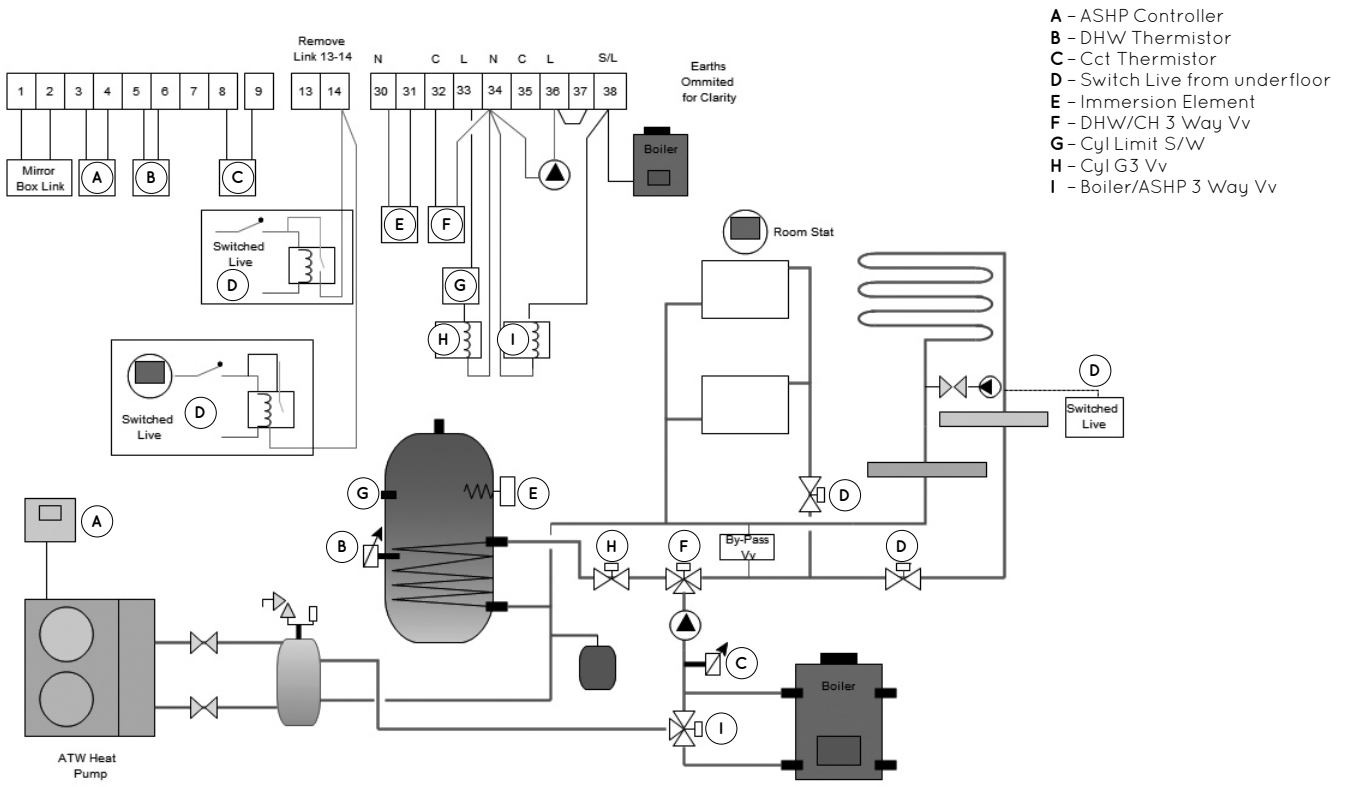 A – ASHP Controller
B – DHW Thermistor
C – Cct Thermistor
D – Switch Live from underfloor
E – Immersion Element
F – DHW/CH 3 Way Vv
G – Cyl Limit S/W
H – Cyl G3 Vv
I – Boiler/ASHP 3 Way Vv
Remove
Link 13-14
N C L N C L S/L
Earths
Ommited
for Clarity
1 2 3 4 5 6 7 8 9 13 14 30 31 32 33 34 35 36 37 38
Boiler
Mirror
Box Link
A
B
C
E
F
Switched
Live
D
G
H
I
Room Stat
Switched
Live
D
D
Switched
Live
G
E
D
A
B
H
F
By-Pass
Vv
D
C
Boiler
I
ATW Heat
Pump